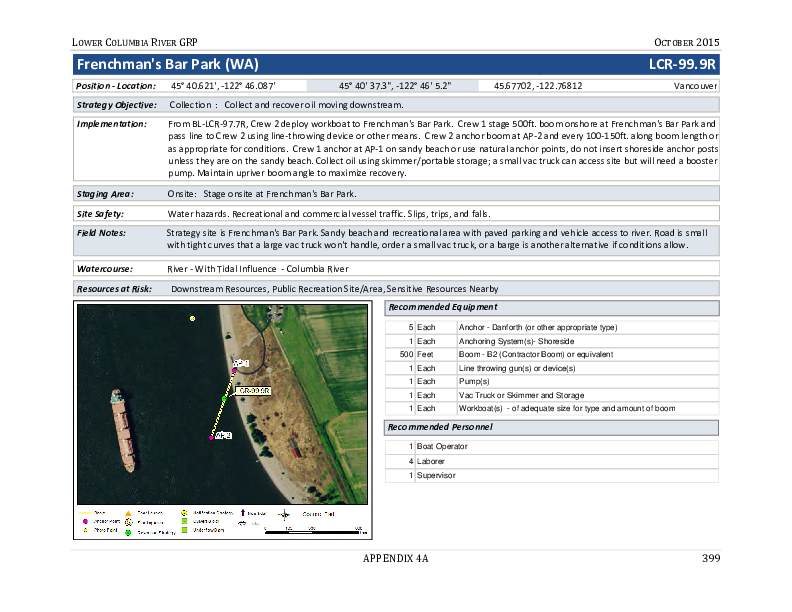 LOWER COLUMBIA RIVER GRP OCTOBER 2015
Frenchman's Bar Park (WA) LCR-99.9R
Position - Location: 45° 40.621', -122° 46.087' 45° 40' 37.3", -122° 46' 5.2" 45.67702, -122.76812 Vancouver
Strategy Objective: Collection : Collect and recover oil moving downstream.
Implementation: From BL-LCR-97.7R, Crew 2 deploy workboat to Frenchman's Bar Park. Crew 1 stage 500ft. boom onshore at Frenchman's Bar Park and
pass line to Crew 2 using line-throwing device or other means. Crew 2 anchor boom at AP-2 and every 100-150ft. along boom length or
as appropriate for conditions. Crew 1 anchor at AP-1 on sandy beach or use natural anchor points, do not insert shoreside anchor posts
unless they are on the sandy beach. Collect oil using skimmer/portable storage; a small vac truck can access site but will need a booster
pump. Maintain upriver boom angle to maximize recovery.
Staging Area: Onsite: Stage onsite at Frenchman's Bar Park.
Site Safety: Water hazards. Recreational and commercial vessel traffic. Slips, trips, and falls.
Field Notes: Strategy site is Frenchman's Bar Park. Sandy beach and recreational area with paved parking and vehicle access to river. Road is small
with tight curves that a large vac truck won't handle, order a small vac truck, or a barge is another alternative if conditions allow.
Watercourse: River - With Tidal Influence - Columbia River
Resources at Risk: Downstream Resources, Public Recreation Site/Area, Sensitive Resources Nearby
AP-1
LCR-99.9R
AP-2
Anchor Point
Photo Point
Notification Strategy
Recommended Equipment
5 Each Anchor - Danforth (or other appropriate type)
1 Each Anchoring System(s)- Shoreside
500 Feet Boom - B2 (Contractor Boom) or equivalent
1 Each Line throwing gun(s) or device(s)
1 Each Pump(s)
1 Each Vac Truck or Skimmer and Storage
1 Each Workboat(s) - of adequate size for type and amount of boom
Recommended Personnel
1 Boat Operator
4 Laborer
1 Supervisor
APPENDIX 4A 399